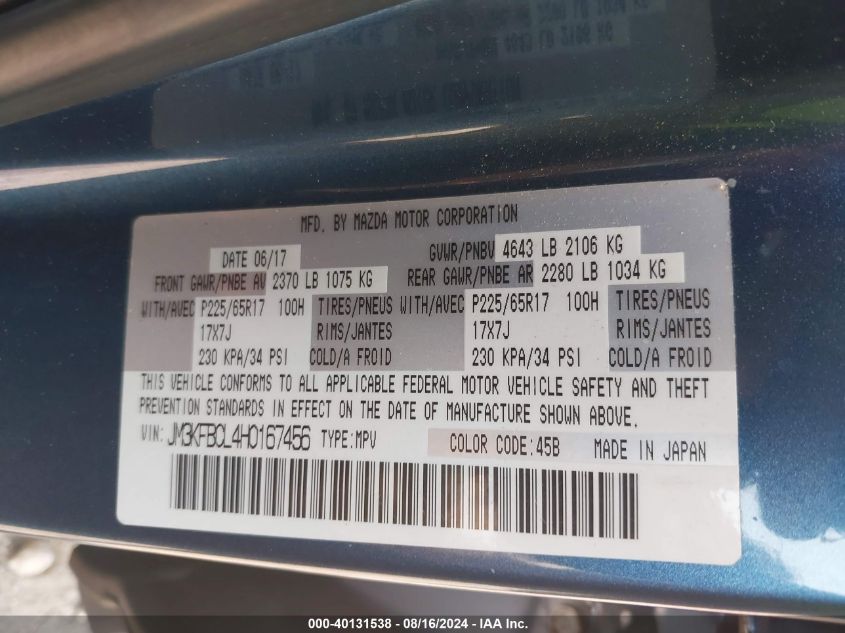 MFD. BY MAZDA MOTOR CORPORATION
DATE 06/17 GVWR/PNBV 4643 LB 2106 KG
FRONT GAWR/PNBE AV 2370 LB 1075 KG REAR GAWR/PNBE AR 2280 LB 1034 KG
WITH/AVEC P225/65R17 100H TIRES/PNEUS WITH/AVEC P225/65R17 100H TIRES/PNEUS
17X7J RIMS/JANTES 17X7J RIMS/JANTES
230 KPA/34 PSI COLD/A FROID 230 KPA/34 PSI COLD/A FROID
THIS VEHICLE CONFORMS TO ALL APPLICABLE FEDERAL MOTOR VEHICLE SAFETY AND THEFT
PREVENTION STANDARDS IN EFFECT ON THE DATE OF MANUFACTURE SHOWN ABOVE.
VIN: JM3KFBCL4H0167456 TYPE:MPV COLOR CODE:45B MADE IN JAPAN
000-40131538 - 08/16/2024 - IAA Inc.